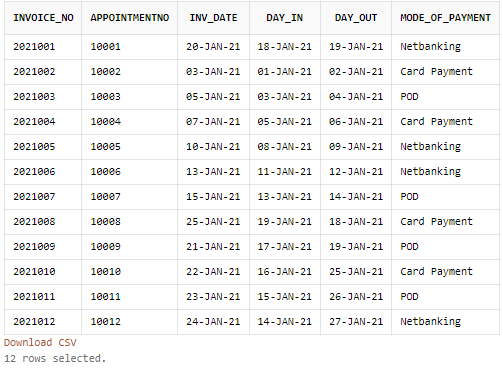 INVOICE_NO APPOINTMENTNO INV_DATE DAY_IN DAY_OUT MODE_OF_PAYMENT
2021001 10001 20-JAN-21 18-JAN-21 19-JAN-21 Netbanking
2021002 10002 03-JAN-21 01-JAN-21 02-JAN-21 Card Payment
2021003 10003 05-JAN-21 03-JAN-21 04-JAN-21 POD
2021004 10004 07-JAN-21 05-JAN-21 06-JAN-21 Card Payment
2021005 10005 10-JAN-21 08-JAN-21 09-JAN-21 Netbanking
2021006 10006 13-JAN-21 11-JAN-21 12-JAN-21 Netbanking
2021007 10007 15-JAN-21 13-JAN-21 14-JAN-21 POD
2021008 10008 25-JAN-21 19-JAN-21 18-JAN-21 Card Payment
2021009 10009 21-JAN-21 17-JAN-21 19-JAN-21 POD
2021010 10010 22-JAN-21 16-JAN-21 25-JAN-21 Card Payment
2021011 10011 23-JAN-21 15-JAN-21 26-JAN-21 POD
2021012 10012 24-JAN-21 14-JAN-21 27-JAN-21 Netbanking
Download CSV
12 rows selected.